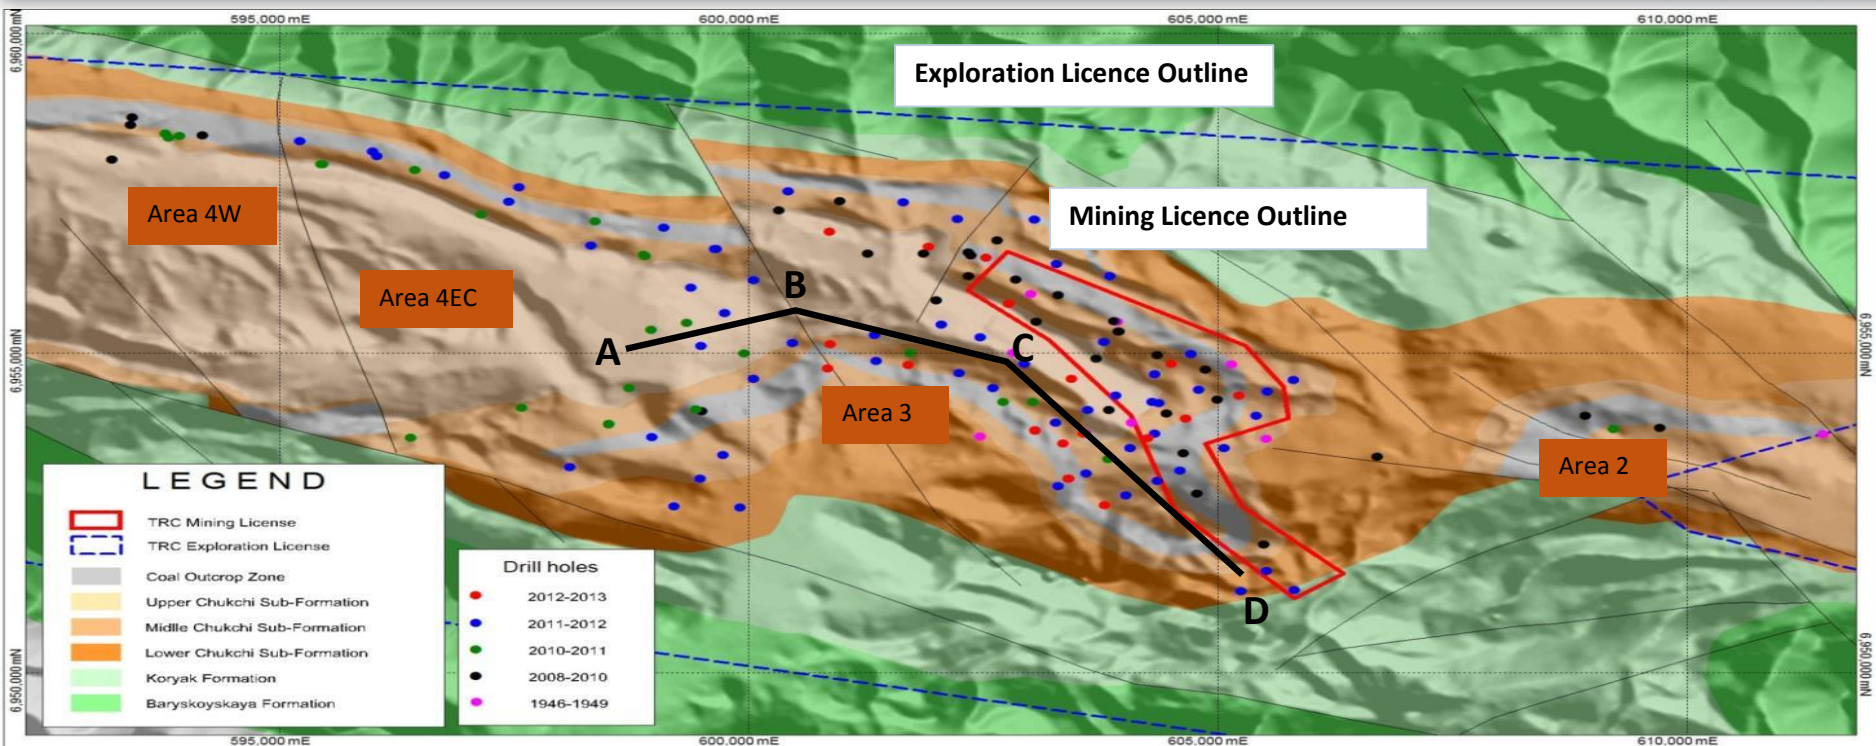 595,000 mE
600,000 mE
605,000 mE
610,000 mE
6,960,000 mN
Exploration Licence Outline
Mining Licence Outline
Area 4W
Area 4EC
B
A
C
6,955,000 mN
6,955,000 mN
Area 3
Area 2
D
LEGEND
TRC Mining License
TRC Exploration License
Coal Outcrop Zone
Upper Chukchi Sub-Formation
Midlle Chukchi Sub-Formation
Lower Chukchi Sub-Formation
Koryak Formation
Baryskoyskaya Formation
Drill holes
2012-2013
2011-2012
2010-2011
2008-2010
1946-1949
6,950,000 mN
6,950,000 mN
595,000 mE
600,000 mE
605,000 mE
610,000 mE